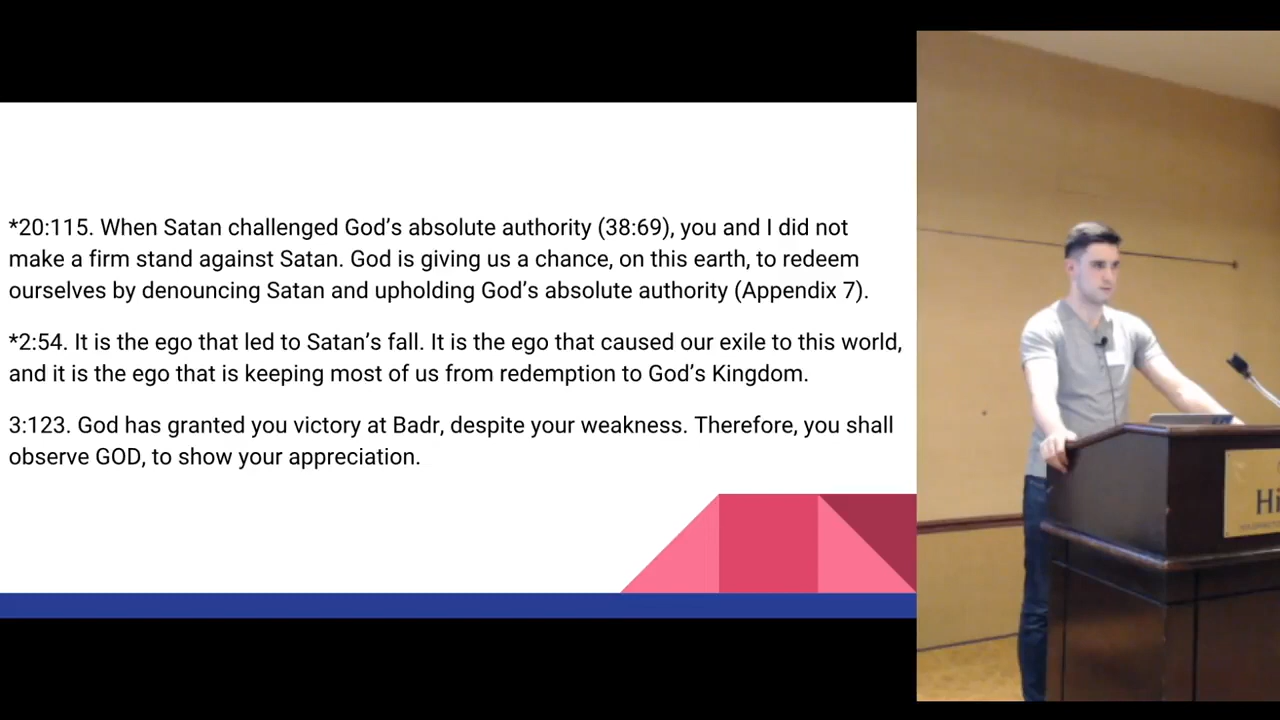 *20:115. When Satan challenged God’s absolute authority (38:69), you and I did not
make a firm stand against Satan. God is giving us a chance, on this earth, to redeem
ourselves by denouncing Satan and upholding God’s absolute authority (Appendix 7).
*2:54. It is the ego that led to Satan’s fall. It is the ego that caused our exile to this world,
and it is the ego that is keeping most of us from redemption to God’s Kingdom.
3:123. God has granted you victory at Badr, despite your weakness. Therefore, you shall
observe GOD, to show your appreciation.
Hi